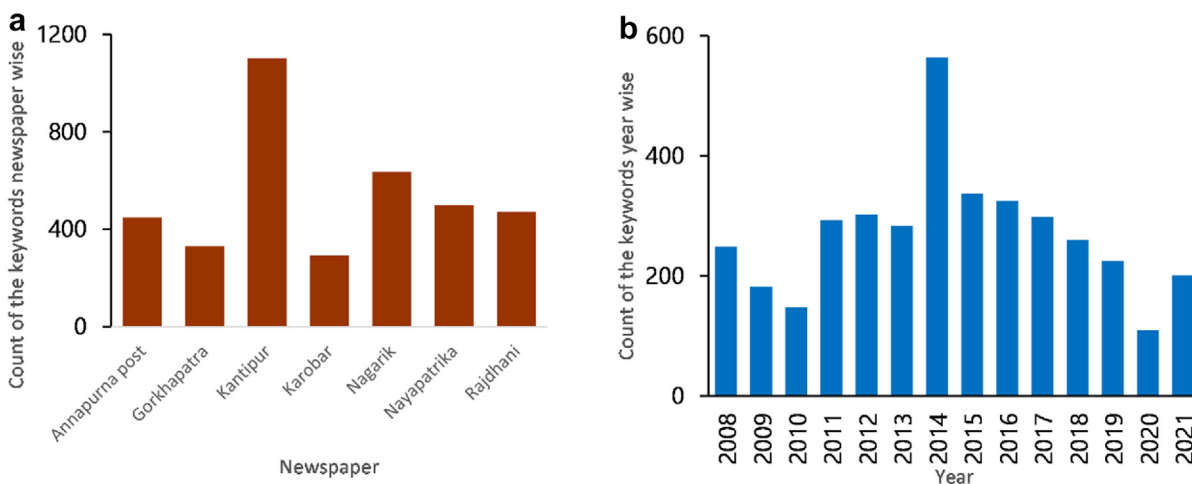 a
Count of the keywords newspaper wise
1200
800
400
0
Annapurna post
Gorkhapatra
Kantipur
Karobar
Nagarik
Nayapatrika
Rajdhani
Newspaper
b
Count of the keywords year wise
600
400
200
0
2008
2009
2010
2011
2012
2013
2014
2015
2016
2017
2018
2019
2020
2021
Year